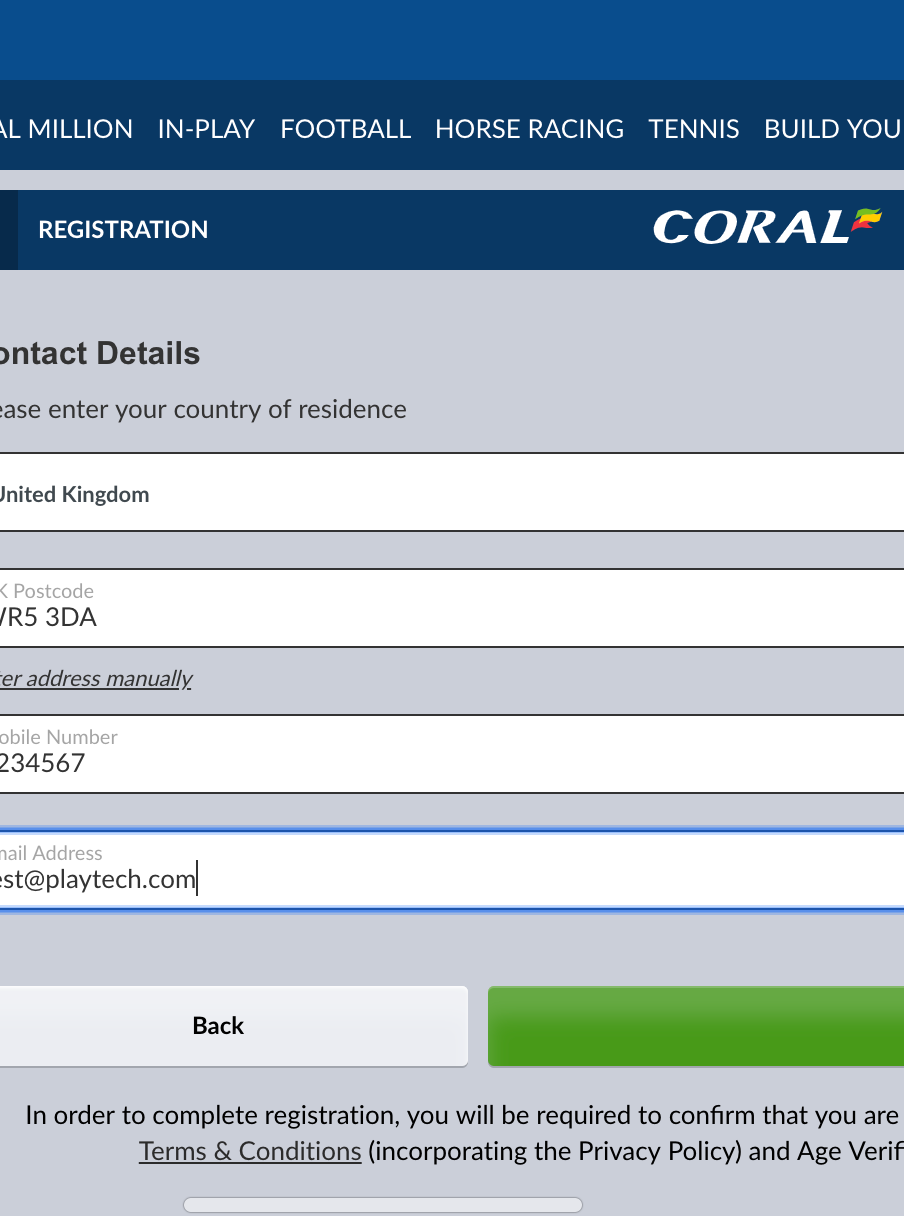 AL MILLION IN-PLAY FOOTBALL HORSE RACING TENNIS BUILD YOU
REGISTRATION CORAL
ontact Details
ease enter your country of residence
United Kingdom
K Postcode
WR5 3DA
ter address manually
obile Number
234567
mail Address
est@playtech.com
Back
In order to complete registration, you will be required to confirm that you are
Terms & Conditions (incorporating the Privacy Policy) and Age Verif